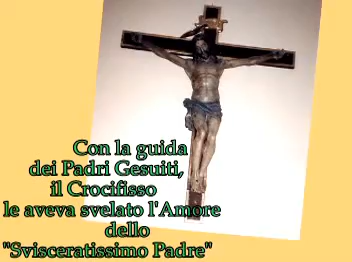 Con la guida
dei Padri Gesuiti,
il Crocifisso
le aveva svelato l'Amore
dello
"Svisceratissimo Padre"